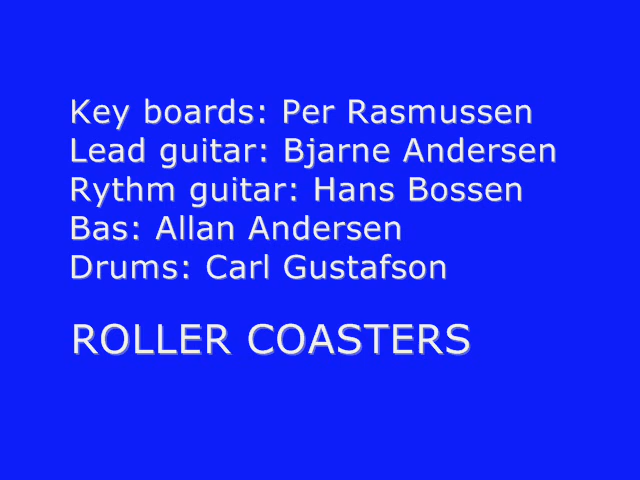 Key boards: Per Rasmussen
Lead guitar: Bjarne Andersen
Rythm guitar: Hans Bossen
Bas: Allan Andersen
Drums: Carl Gustafson
ROLLER COASTERS